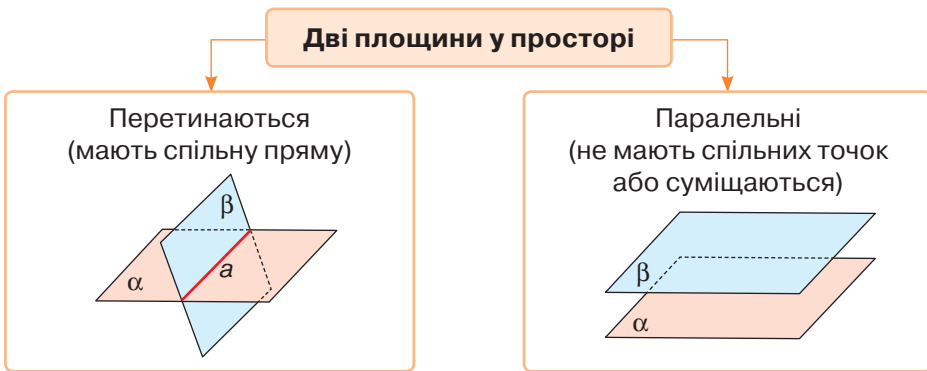 Дві площини у просторі
Перетинаються
(мають спільну пряму)
β
α
a
Паралельні
(не мають спільних точок
або суміщаються)
β
α